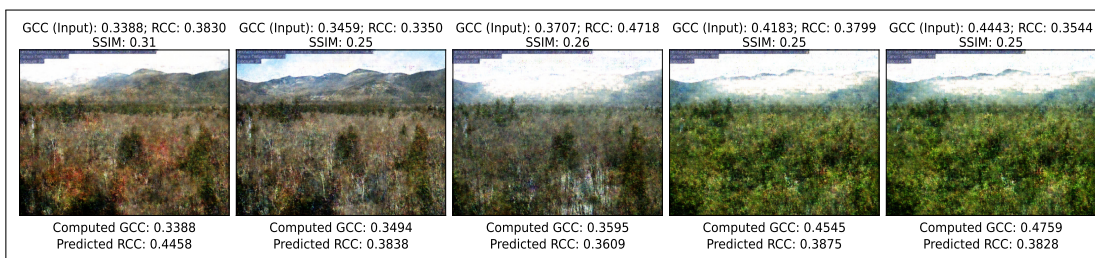 GCC (Input): 0.3388; RCC: 0.3830
SSIM: 0.31
GCC (Input): 0.3459; RCC: 0.3350
SSIM: 0.25
GCC (Input): 0.3707; RCC: 0.4718
SSIM: 0.26
GCC (Input): 0.4183; RCC: 0.3799
SSIM: 0.25
GCC (Input): 0.4443; RCC: 0.3544
SSIM: 0.25
Computed GCC: 0.3388
Predicted RCC: 0.4458
Computed GCC: 0.3494
Predicted RCC: 0.3838
Computed GCC: 0.3595
Predicted RCC: 0.3609
Computed GCC: 0.4545
Predicted RCC: 0.3875
Computed GCC: 0.4759
Predicted RCC: 0.3828